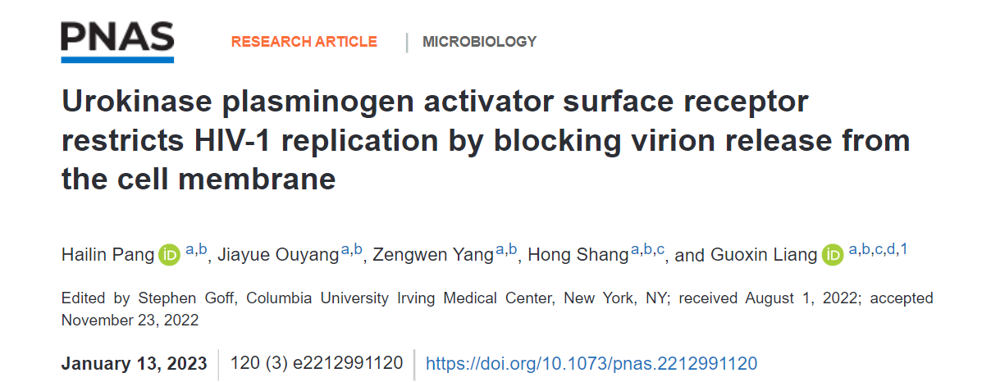 PNAS
RESEARCH ARTICLE | MICROBIOLOGY
Urokinase plasminogen activator surface receptor
restricts HIV-1 replication by blocking virion release from
the cell membrane
Hailin Pang iD a,b, Jiayue Ouyang a,b, Zengwen Yang a,b, Hong Shang a,b,c, and Guoxin Liang iD a,b,c,d,1
Edited by Stephen Goff, Columbia University Irving Medical Center, New York, NY; received August 1, 2022; accepted
November 23, 2022
January 13, 2023 | 120 (3) e2212991120 | https://doi.org/10.1073/pnas.2212991120